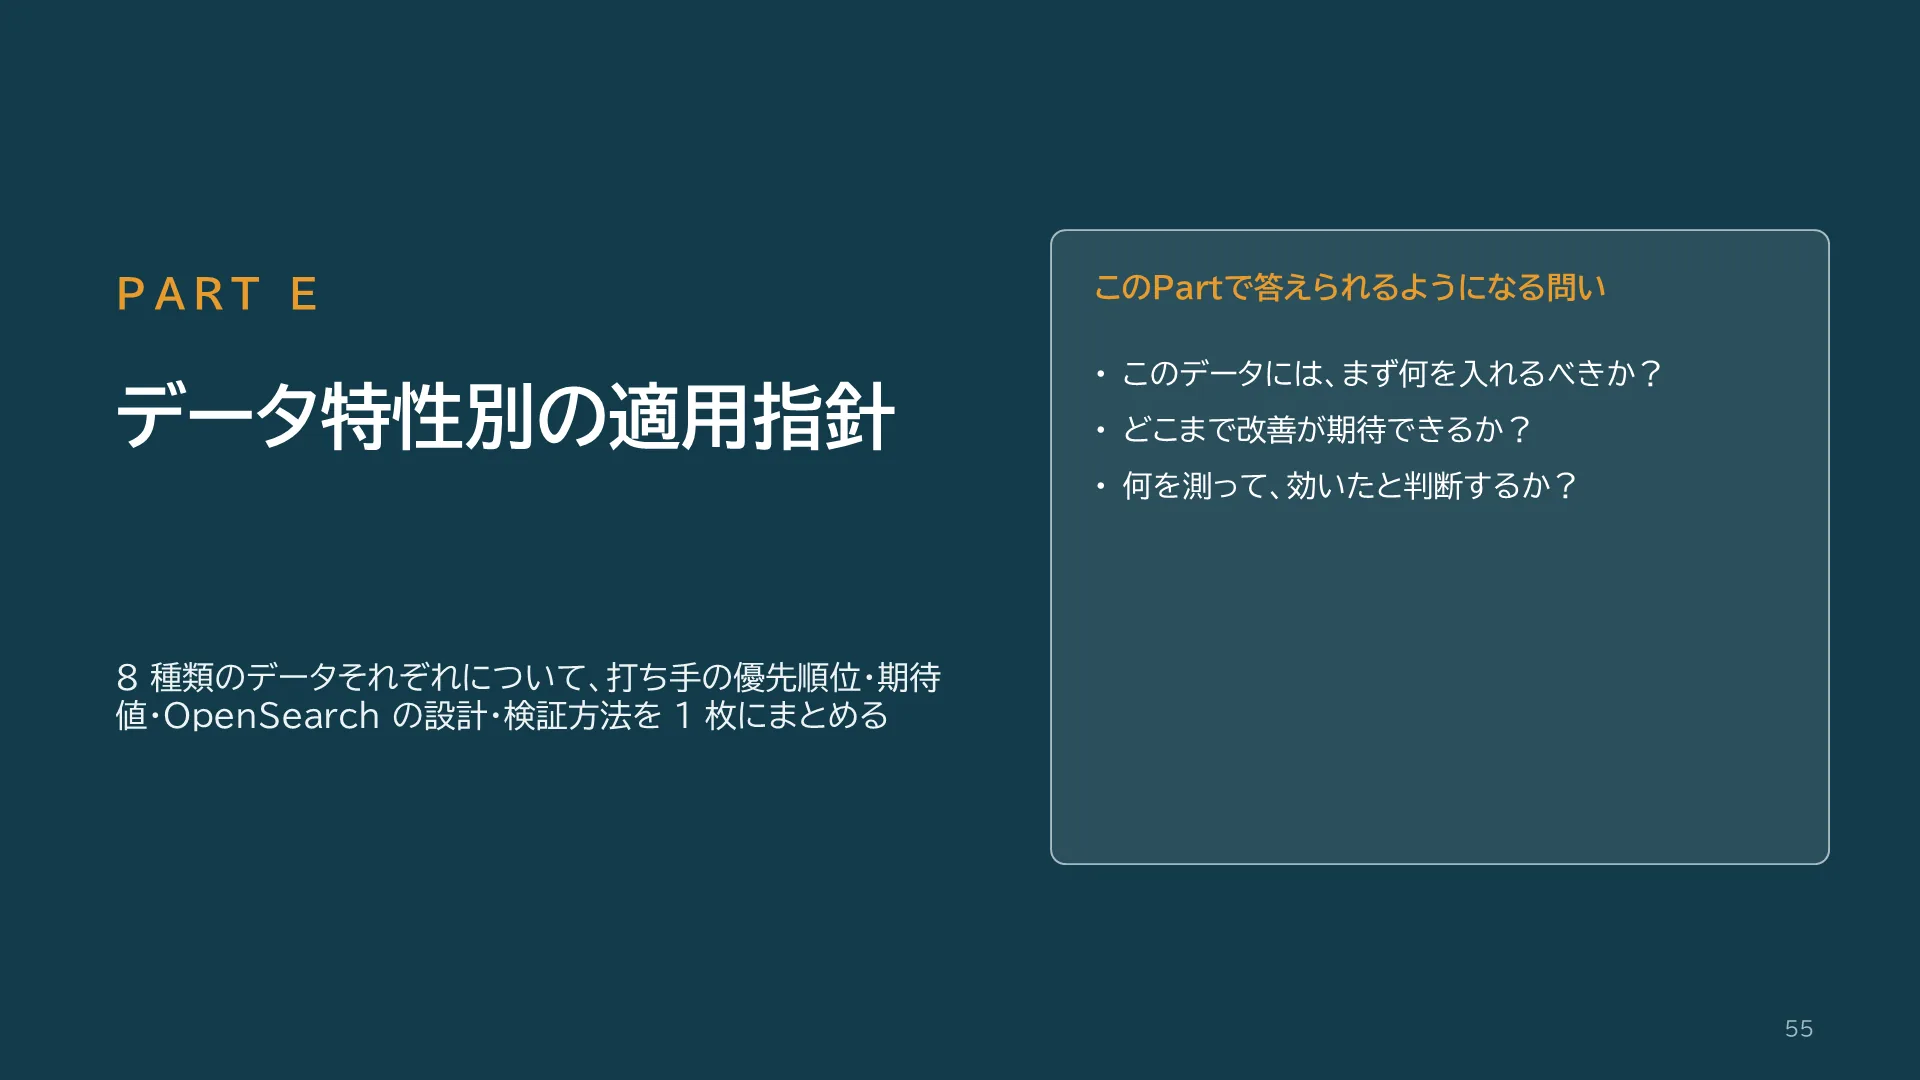 PART E
データ特性別の適用指針
8 種類のデータそれぞれについて、打ち手の優先順位・期待
値・OpenSearch の設計・検証方法を 1 枚にまとめる
このPartで答えられるようになる問い
• このデータには、まず何を入れるべきか？
• どこまで改善が期待できるか？
• 何を測って、効いたと判断するか？
55